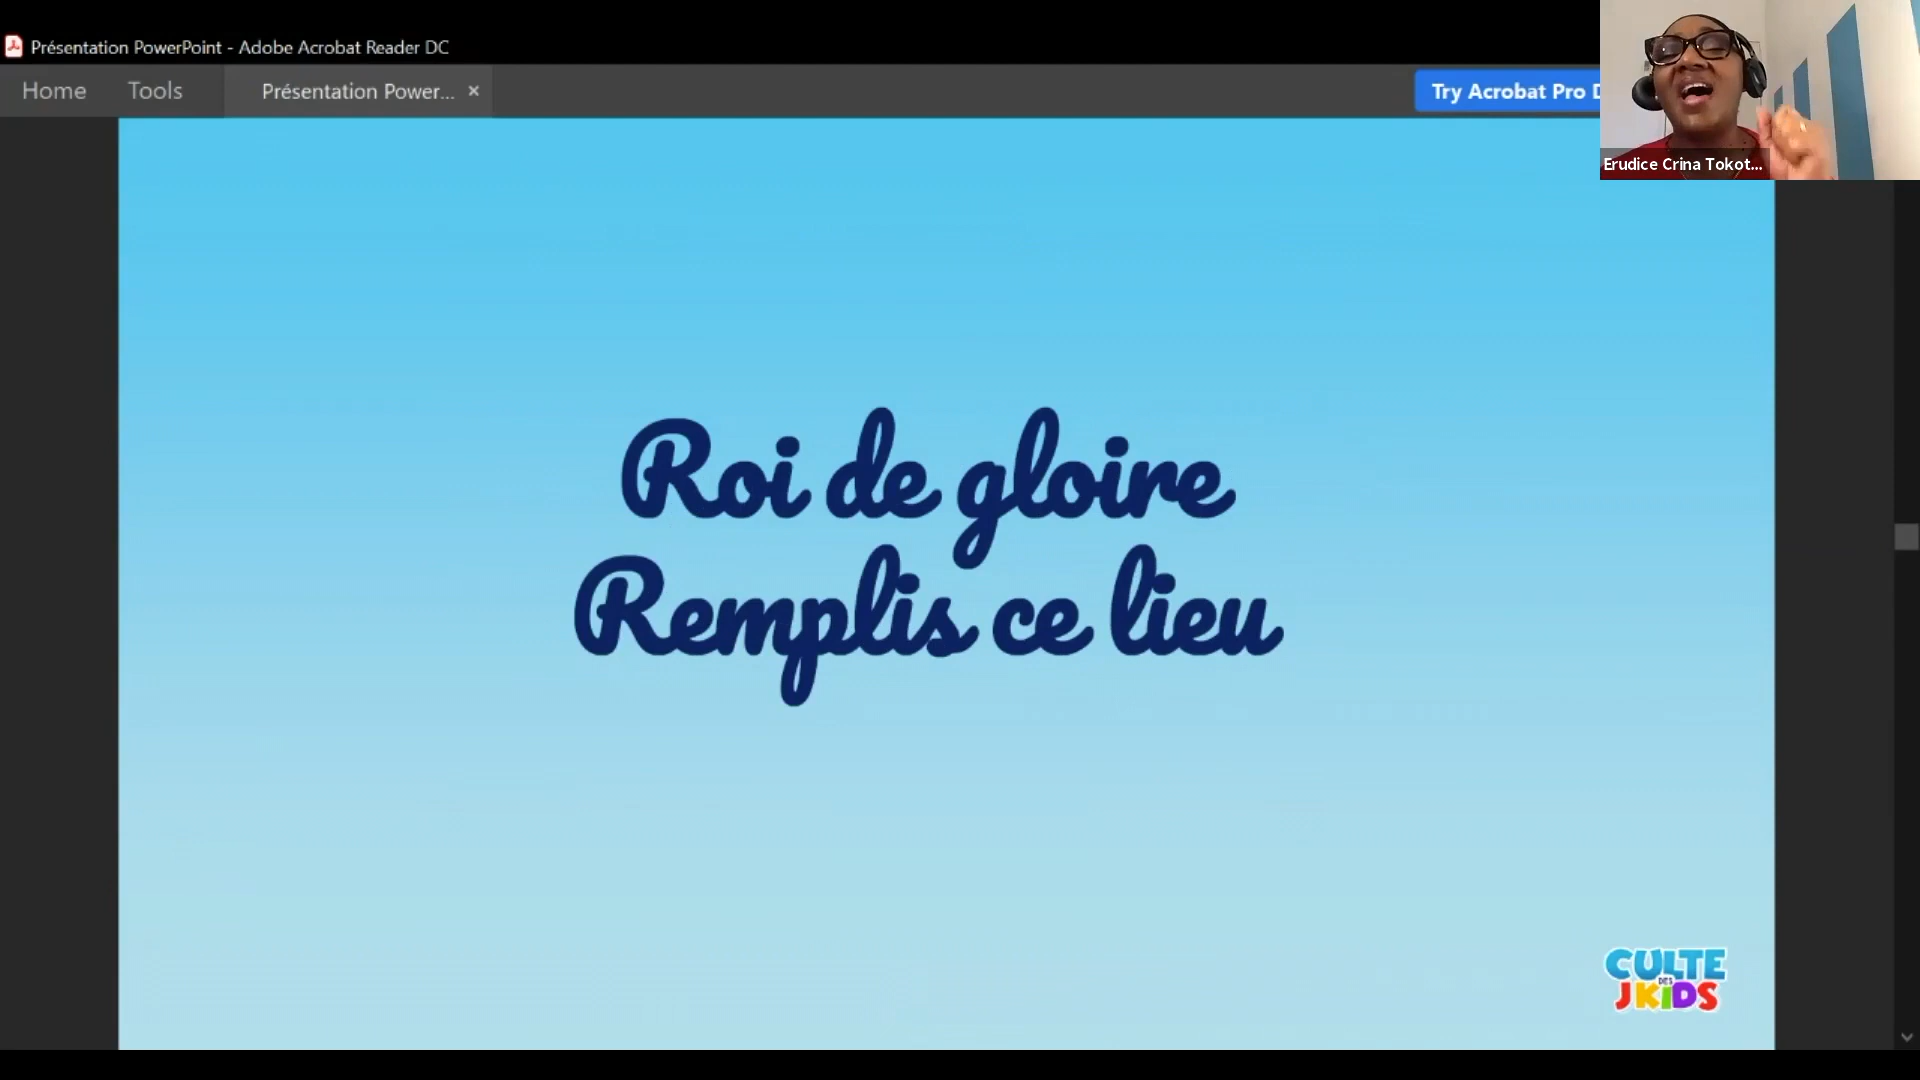 Présentation PowerPoint - Adobe Acrobat Reader DC
Home Tools Présentation Power... ×
Try Acrobat Pro
Erudice Crina Tokot...
Roi de gloire
Remplis ce lieu
CULTE
DES
JKIDS